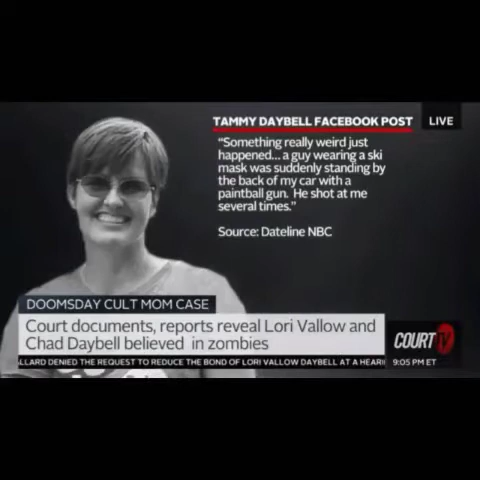 TAMMY DAYBELL FACEBOOK POST
LIVE
“Something really weird just
happened... a guy wearing a ski
mask was suddenly standing by
the back of my car with a
paintball gun. He shot at me
several times.”
Source: Dateline NBC
DOOMSDAY CULT MOM CASE
Court documents, reports reveal Lori Vallow and
Chad Daybell believed in zombies
COURT TV
LLARD DENIED THE REQUEST TO REDUCE THE BOND OF LORI VALLOW DAYBELL AT A HEARI
9:05 PM ET